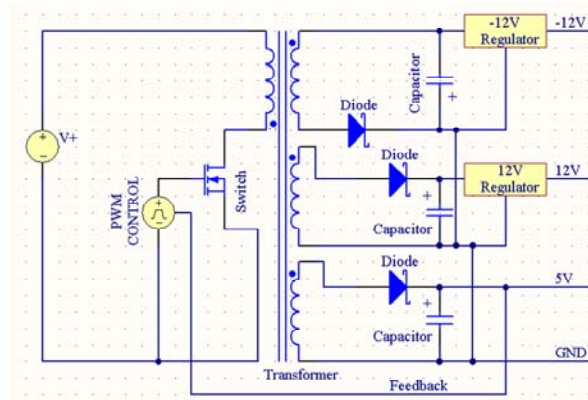 -12V
Regulator
-12V
Capacitor
+
Diode
V+
Diode
12V
Regulator
12V
Switch
PWM
CONTROL
+
Capacitor
Diode
5V
+
Capacitor
GND
Transformer
Feedback